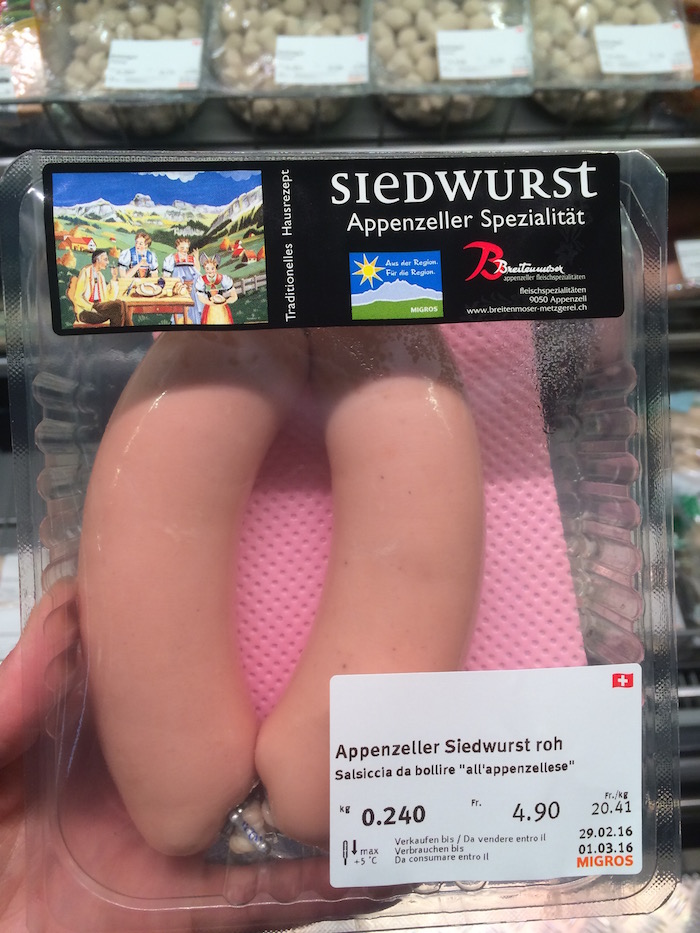 Traditionelles Hausrezept
SIEDWURST
Appenzeller Spezialität
Aus der Region.
Für die Region.
MIGROS
Breitenmoser
appenzeller fleischspezialitäten
fleischspezialitäten
9050 Appenzell
www.breitenmoser-metzgerei.ch
Appenzeller Siedwurst roh
Salsiccia da bollire "all'appenzellese"
kg 0.240 Fr. 4.90 Fr./kg 20.41
max +5 °C
Verkaufen bis / Da vendere entro il 29.02.16
Verbrauchen bis
Da consumare entro il 01.03.16
MIGROS